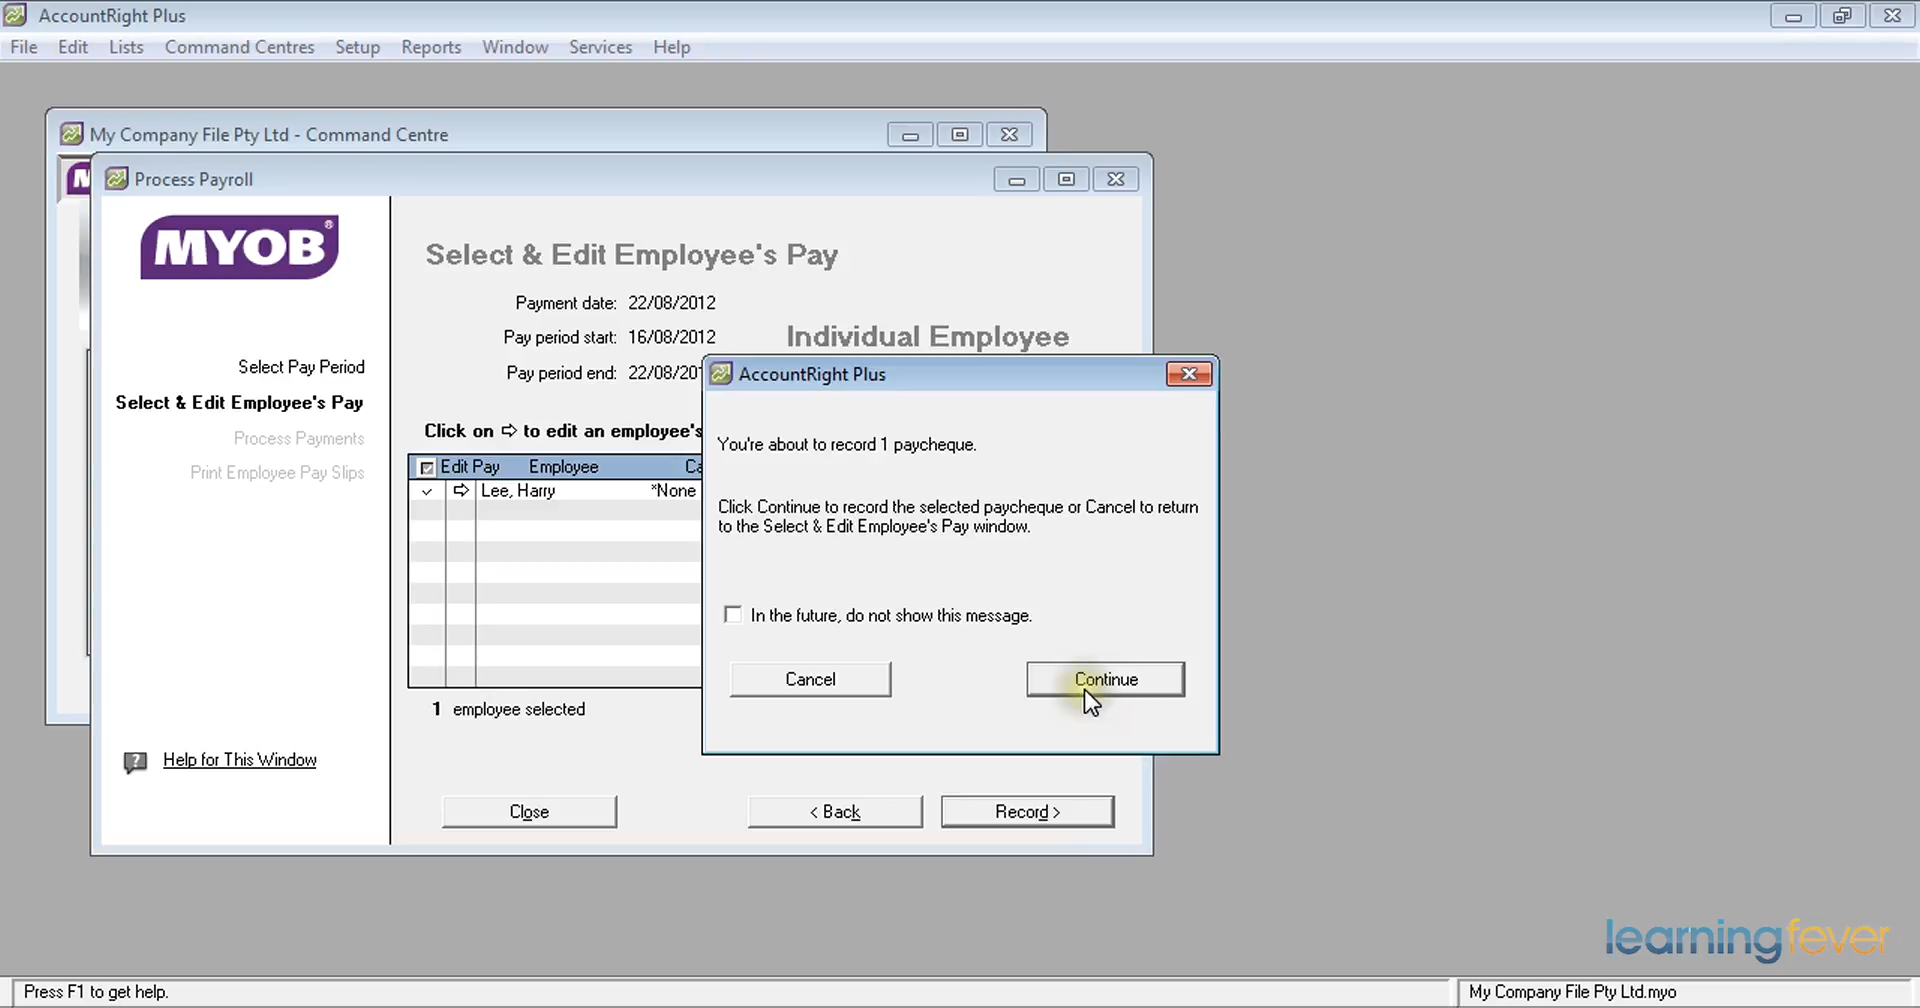 AccountRight Plus
File Edit Lists Command Centres Setup Reports Window Services Help
My Company File Pty Ltd - Command Centre
Process Payroll
MYOB®
Select Pay Period
Select & Edit Employee's Pay
Process Payments
Print Employee Pay Slips
Help for This Window
Select & Edit Employee's Pay
Payment date: 22/08/2012
Pay period start: 16/08/2012
Individual Employee
Pay period end: 22/08/201
Click on ⇨ to edit an employee's
Edit Pay Employee Ca
Lee, Harry *None
1 employee selected
Close < Back Record >
AccountRight Plus
You're about to record 1 paycheque.
Click Continue to record the selected paycheque or Cancel to return
to the Select & Edit Employee's Pay window.
In the future, do not show this message.
Cancel Continue
learningfever
Press F1 to get help.
My Company File Pty Ltd.myo